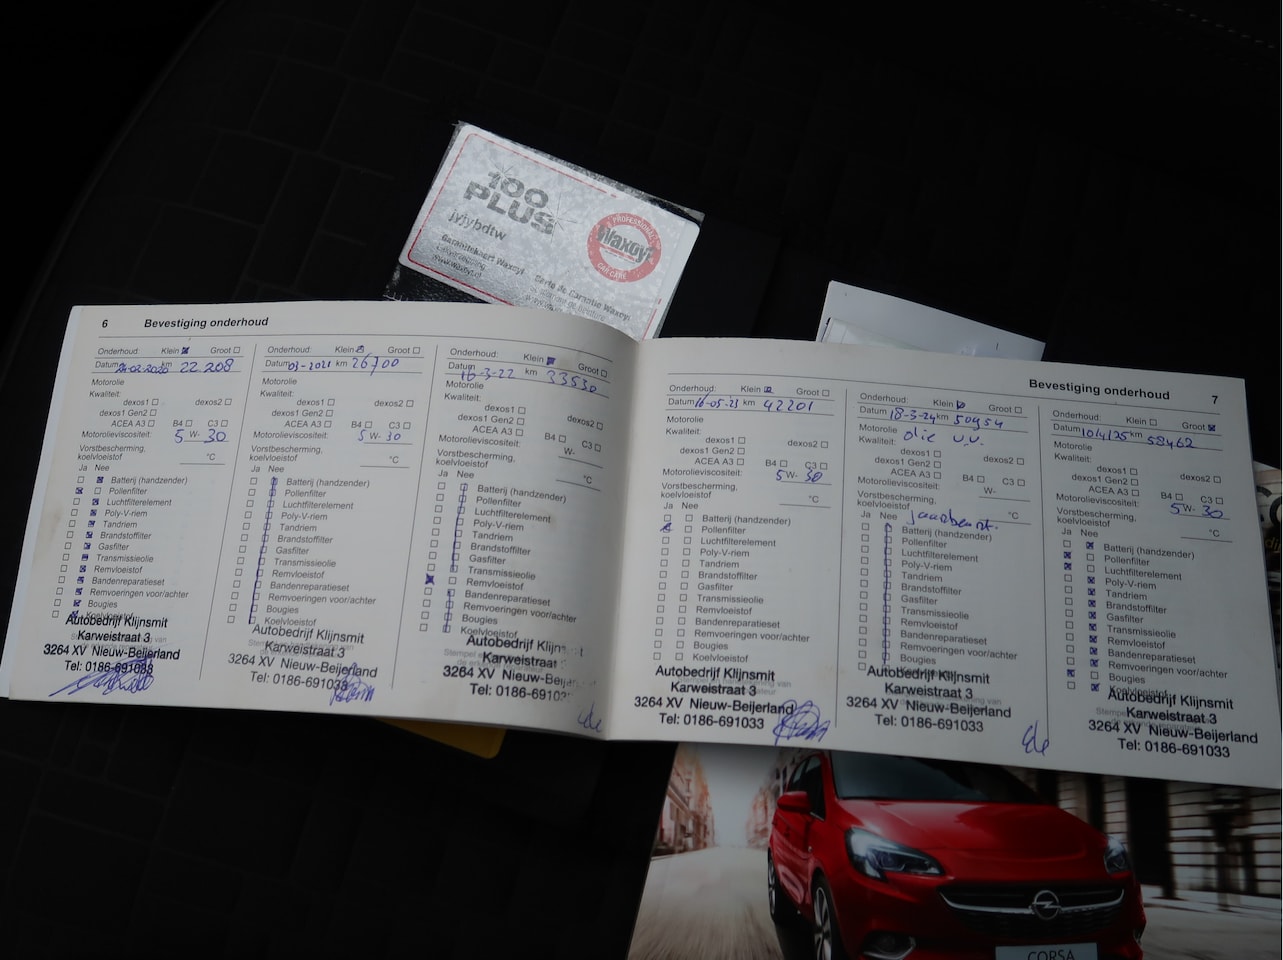 100
PLUS
jyjybdtw
Garantiekaart Waxoyl
Carte de Garantie Waxoyl
PROFESSIONAL
Waxoyl
CAR CARE
6 Bevestiging onderhoud
Onderhoud: Klein Groot
Datum 24-02-2020 km 22 208
Motorolie
Kwaliteit:
dexos1 dexos2
dexos1 Gen2
ACEA A3 B4 C3
Motorolieviscositeit: 5 W- 30
Vorstbescherming,
koelvloeistof °C
Ja Nee
Batterij (handzender)
Pollenfilter
Luchtfilterelement
Poly-V-riem
Tandriem
Brandstoffilter
Gasfilter
Transmissieolie
Remvloeistof
Bandenreparatieset
Remvoeringen voor/achter
Bougies
Koelvloeistof
Autobedrijf Klijnsmit
Karweistraat 3
3264 XV Nieuw-Beijerland
Tel: 0186-691033
Onderhoud: Klein Groot
Datum 03-2021 km 26700
Motorolie
Kwaliteit:
dexos1 dexos2
dexos1 Gen2
ACEA A3 B4 C3
Motorolieviscositeit: 5 W- 30
Vorstbescherming,
koelvloeistof °C
Ja Nee
Batterij (handzender)
Pollenfilter
Luchtfilterelement
Poly-V-riem
Tandriem
Brandstoffilter
Gasfilter
Transmissieolie
Remvloeistof
Bandenreparatieset
Remvoeringen voor/achter
Bougies
Koelvloeistof
Autobedrijf Klijnsmit
Karweistraat 3
3264 XV Nieuw-Beijerland
Tel: 0186-691033
Onderhoud: Klein Groot
Datum 16-3-22 km 33530
Motorolie
Kwaliteit:
dexos1 dexos2
dexos1 Gen2
ACEA A3 B4 C3
Motorolieviscositeit: W-
Vorstbescherming,
koelvloeistof °C
Ja Nee
Batterij (handzender)
Pollenfilter
Luchtfilterelement
Poly-V-riem
Tandriem
Brandstoffilter
Gasfilter
Transmissieolie
Remvloeistof
Bandenreparatieset
Remvoeringen voor/achter
Bougies
Koelvloeistof
Autobedrijf Klijnsmit
Karweistraat
3264 XV Nieuw-Beijerland
Tel: 0186-69103
Bevestiging onderhoud 7
Onderhoud: Klein Groot
Datum 16-05-23 km 42201
Motorolie
Kwaliteit:
dexos1 dexos2
dexos1 Gen2
ACEA A3 B4 C3
Motorolieviscositeit: 5 W- 30
Vorstbescherming,
koelvloeistof °C
Ja Nee
Batterij (handzender)
Pollenfilter
Luchtfilterelement
Poly-V-riem
Tandriem
Brandstoffilter
Gasfilter
Transmissieolie
Remvloeistof
Bandenreparatieset
Remvoeringen voor/achter
Bougies
Koelvloeistof
Autobedrijf Klijnsmit
Karweistraat 3
3264 XV Nieuw-Beijerland
Tel: 0186-691033
Onderhoud: Klein Groot
Datum 18-3-24 km 50454
Motorolie olie v.v.
Kwaliteit:
dexos1 dexos2
dexos1 Gen2
ACEA A3 B4 C3
Motorolieviscositeit: W-
Vorstbescherming,
koelvloeistof °C
Ja Nee jaarbeurt.
Batterij (handzender)
Pollenfilter
Luchtfilterelement
Poly-V-riem
Tandriem
Brandstoffilter
Gasfilter
Transmissieolie
Remvloeistof
Bandenreparatieset
Remvoeringen voor/achter
Bougies
Koelvloeistof
Autobedrijf Klijnsmit
Karweistraat 3
3264 XV Nieuw-Beijerland
Tel: 0186-691033
Onderhoud: Klein Groot
Datum 10/4/25 km 58462
Motorolie
Kwaliteit:
dexos1 dexos2
dexos1 Gen2
ACEA A3 B4 C3
Motorolieviscositeit: 5 W- 30
Vorstbescherming,
koelvloeistof °C
Ja Nee
Batterij (handzender)
Pollenfilter
Luchtfilterelement
Poly-V-riem
Tandriem
Brandstoffilter
Gasfilter
Transmissieolie
Remvloeistof
Bandenreparatieset
Remvoeringen voor/achter
Bougies
Koelvloeistof
Autobedrijf Klijnsmit
Karweistraat 3
3264 XV Nieuw-Beijerland
Tel: 0186-691033
CORSA